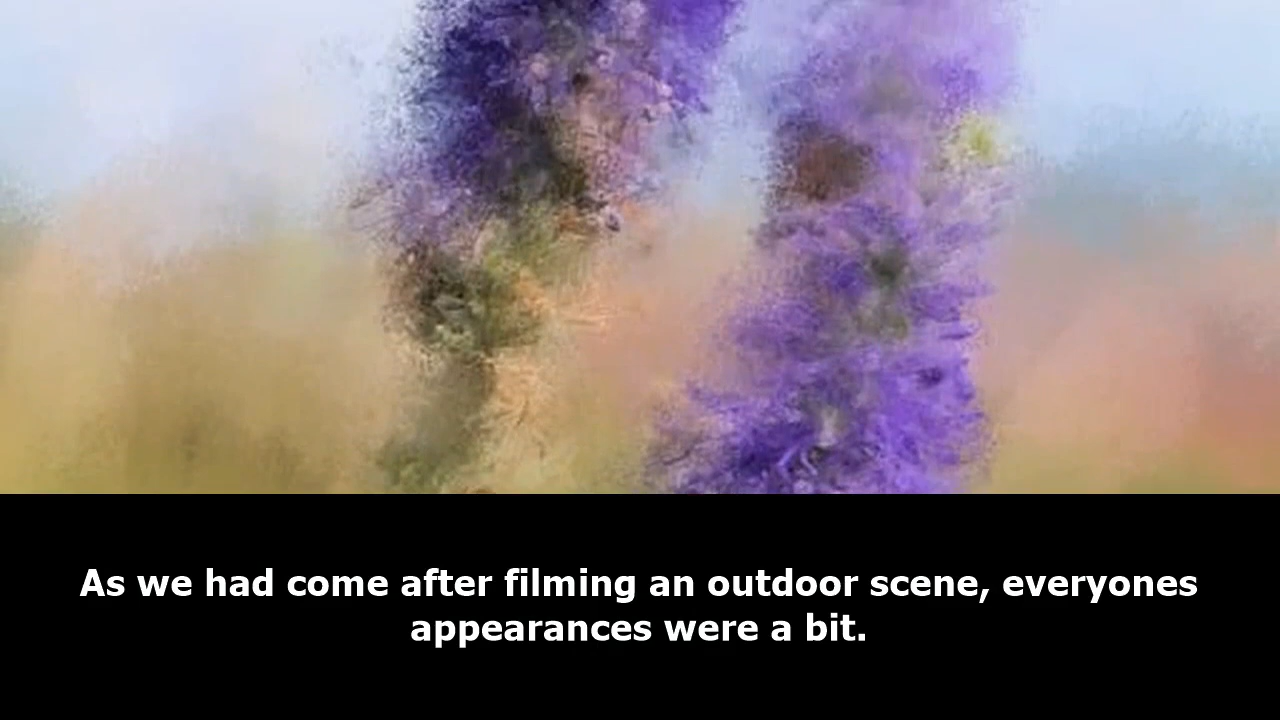 As we had come after filming an outdoor scene, everyones
appearances were a bit.